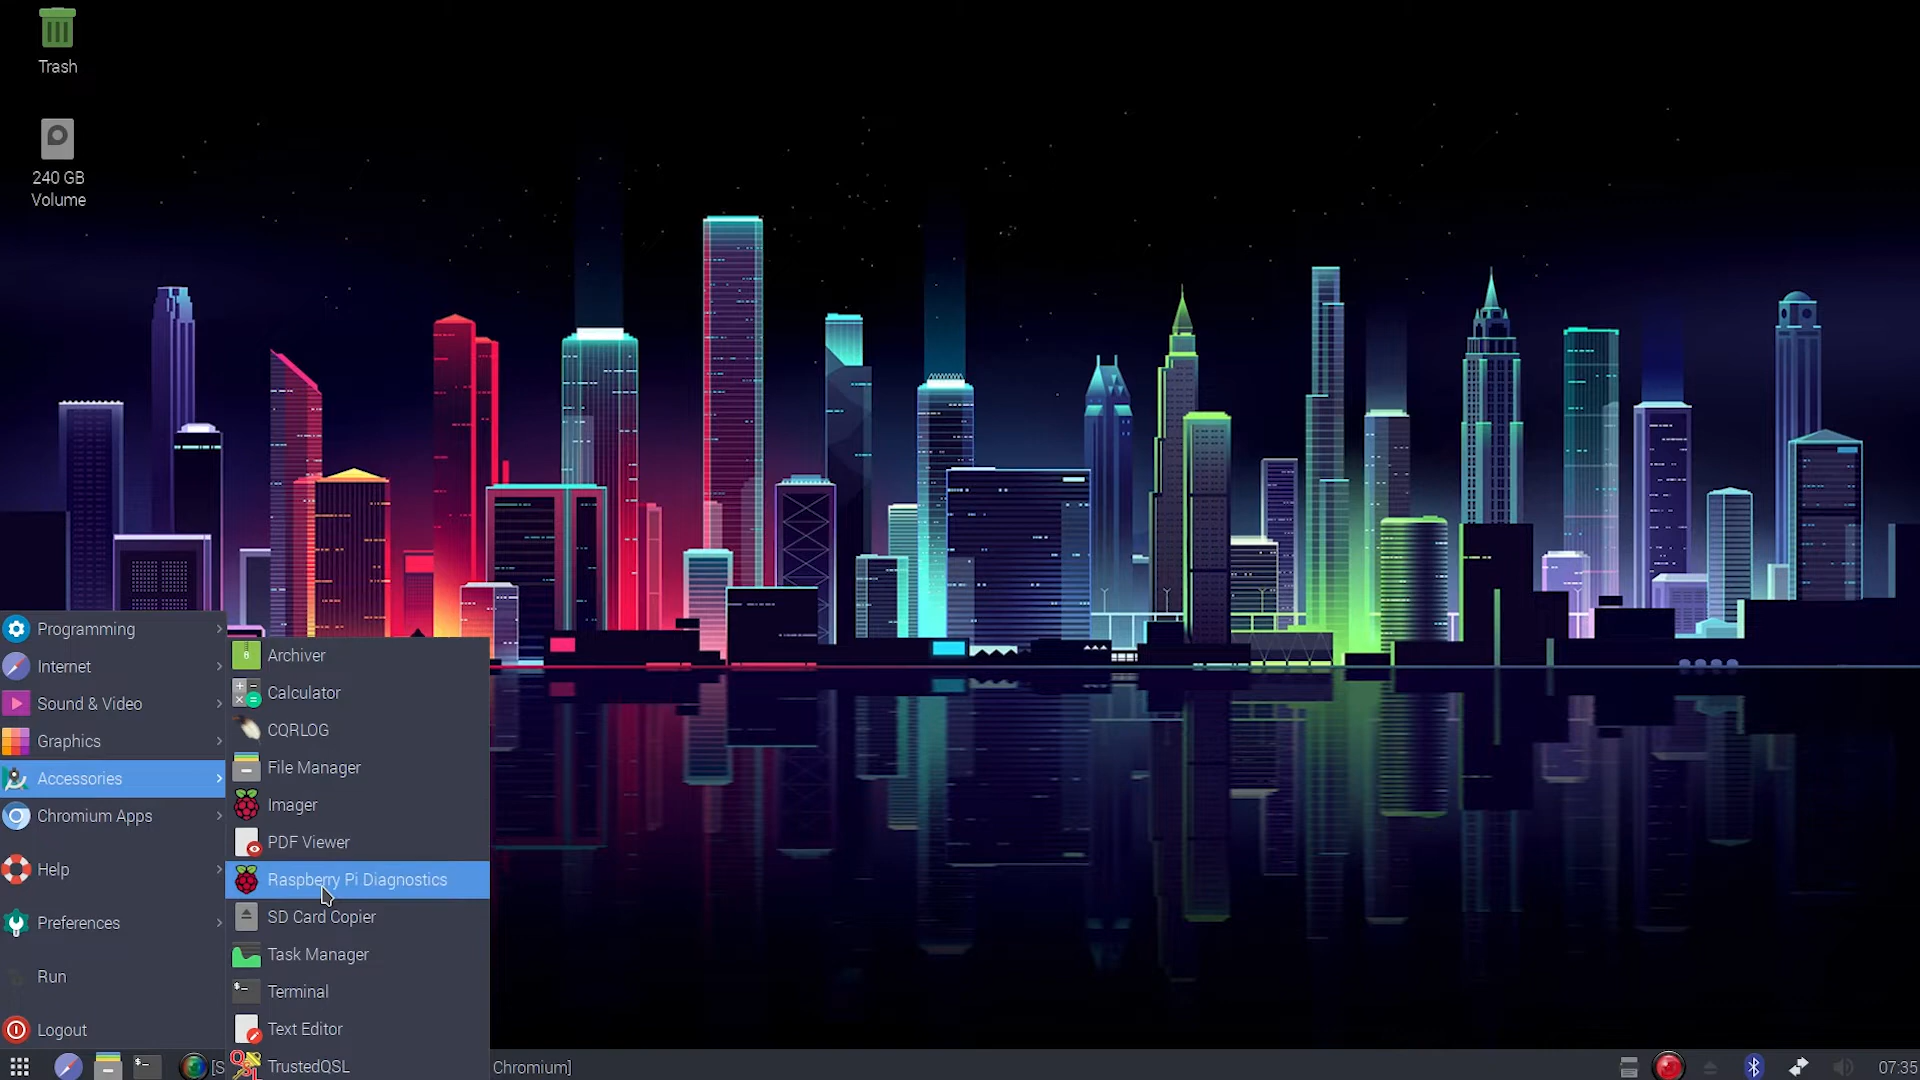 Trash
240 GB
Volume
Programming
Internet
Sound & Video
Graphics
Accessories
Chromium Apps
Help
Preferences
Run
Logout
Archiver
Calculator
CQRLOG
File Manager
Imager
PDF Viewer
Raspberry Pi Diagnostics
SD Card Copier
Task Manager
Terminal
Text Editor
TrustedQSL
[S
Chromium]
07:35